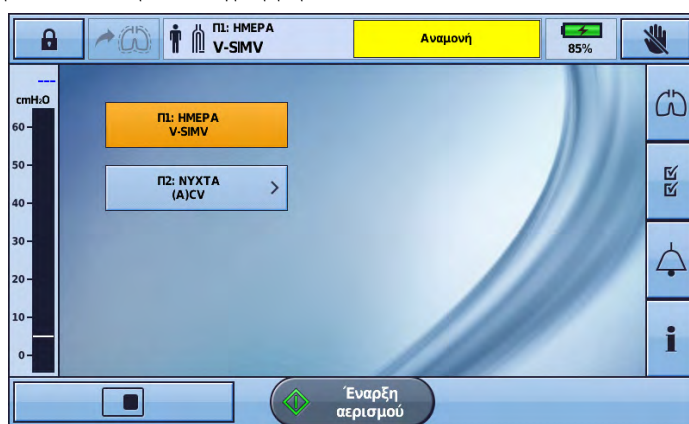 Π1: ΗΜΕΡΑ
V-SIMV
Αναμονή
85%
---
cmH₂O
60
50
40
30
20
10
0
Π1: ΗΜΕΡΑ
V-SIMV
Π2: ΝΥΧΤΑ
(A)CV
Έναρξη
αερισμού